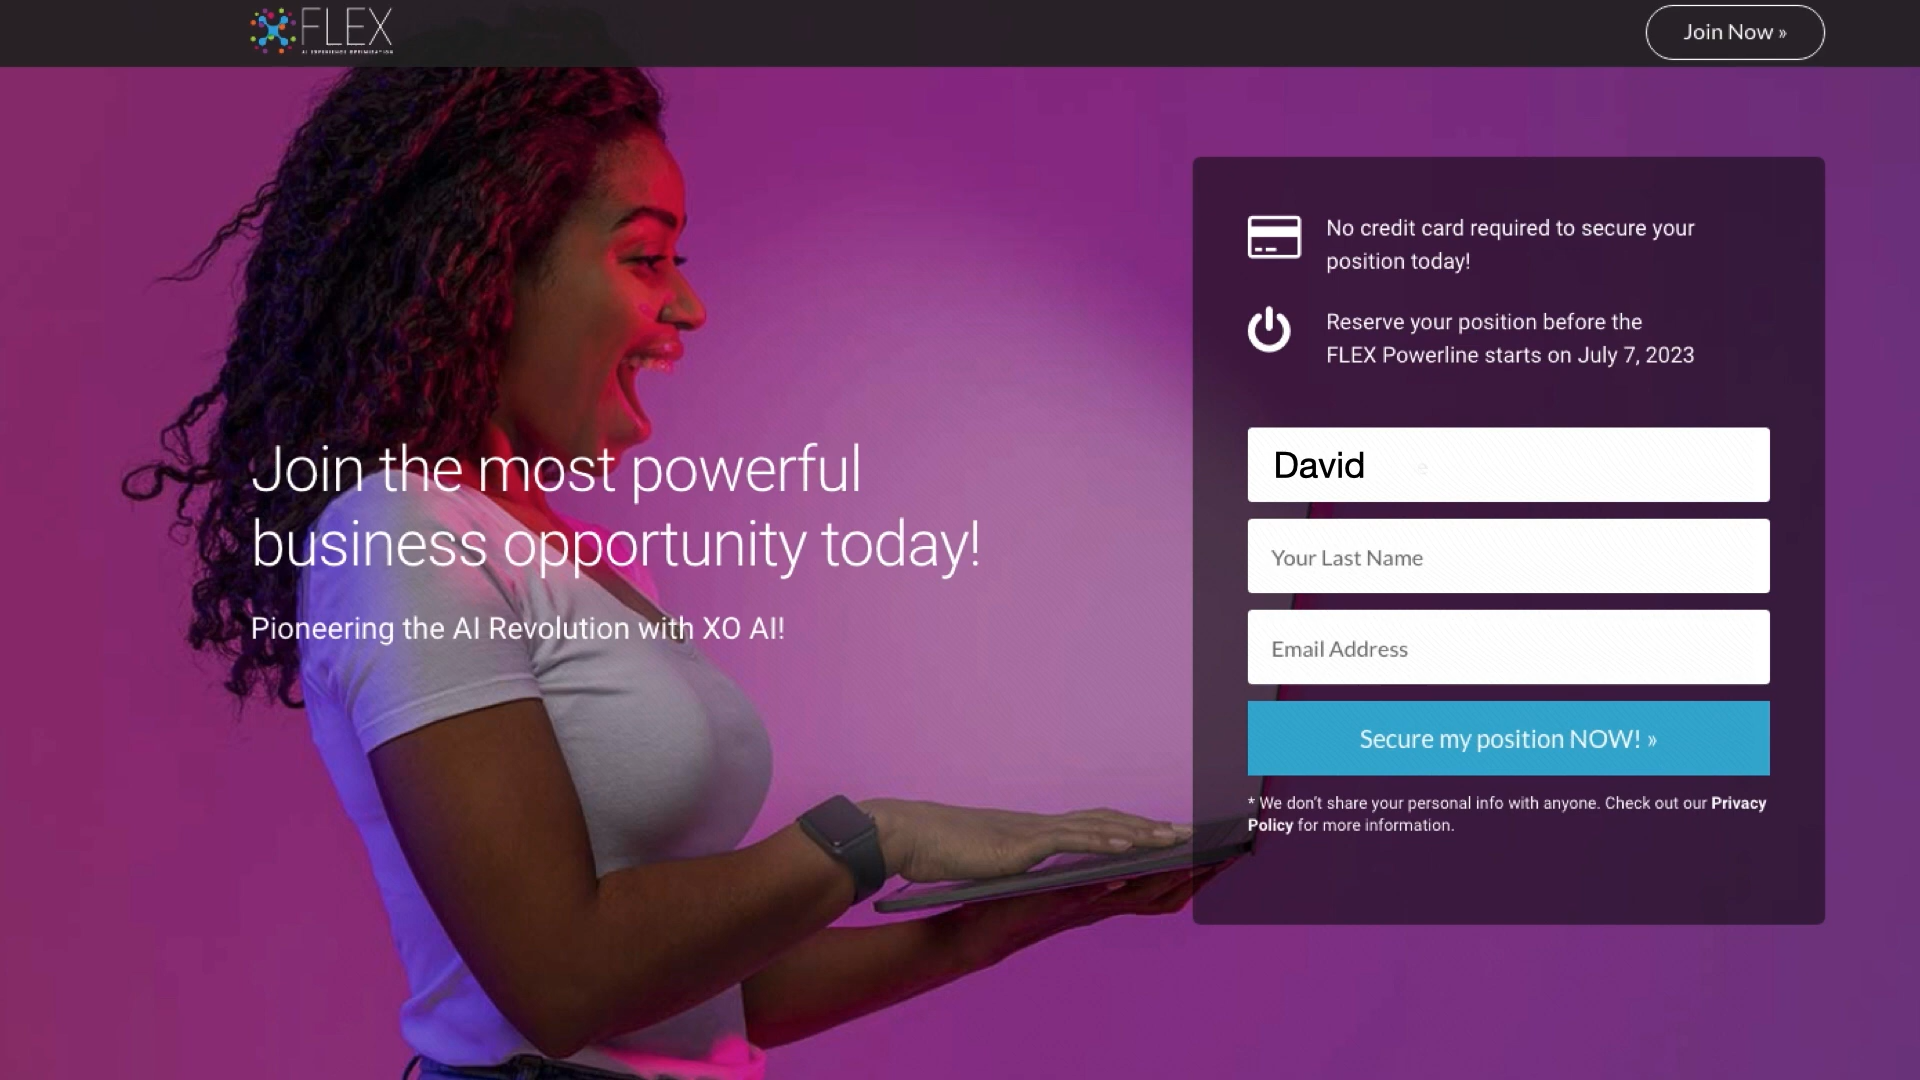 FLEX
AI EXPERIENCE OPTIMIZATION
Join Now »
No credit card required to secure your
position today!
Reserve your position before the
FLEX Powerline starts on July 7, 2023
David
Your Last Name
Email Address
Secure my position NOW! »
* We don't share your personal info with anyone. Check out our Privacy
Policy for more information.
Join the most powerful
business opportunity today!
Pioneering the AI Revolution with XO AI!